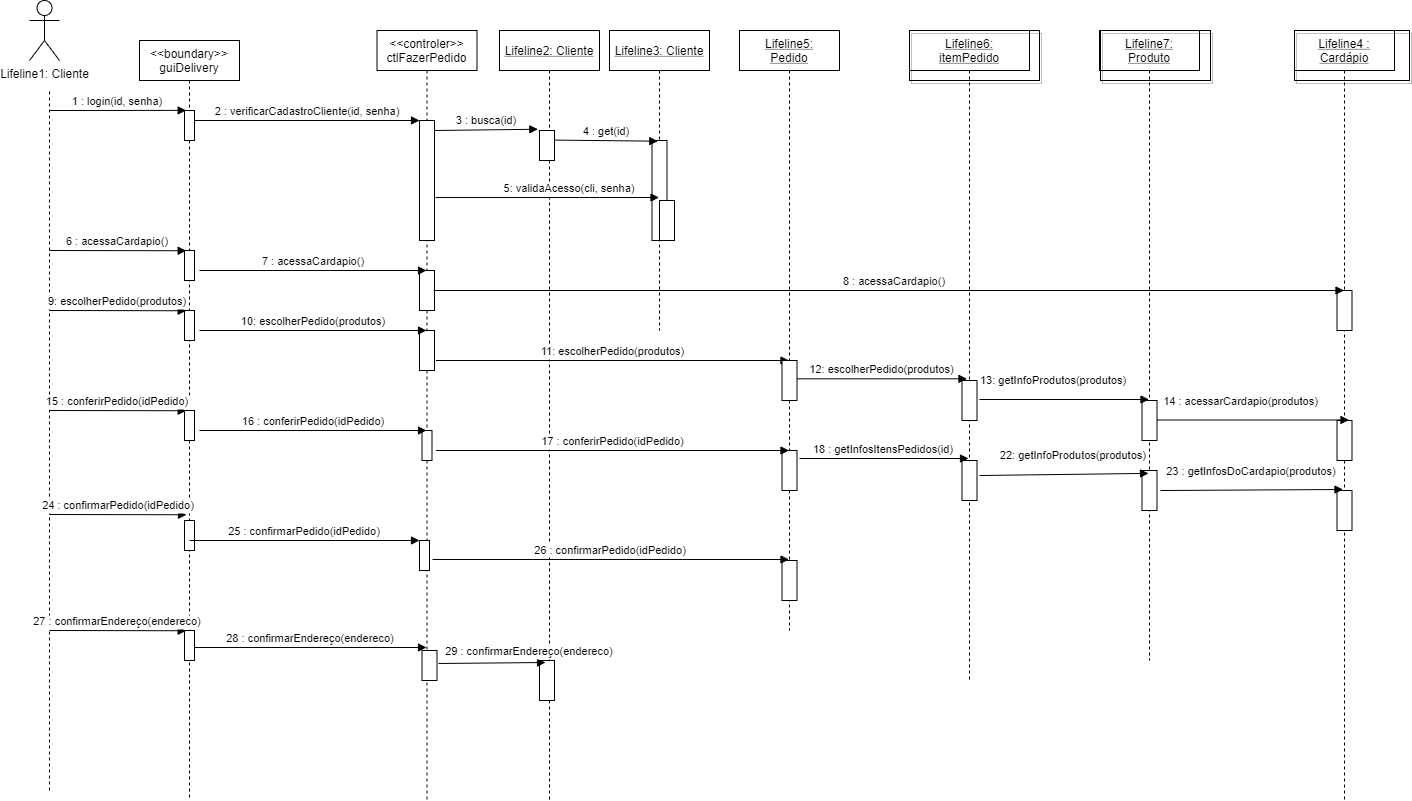 Lifeline1: Cliente
<<boundary>>
guiDelivery
<<controler>>
ctlFazerPedido
Lifeline2: Cliente
Lifeline3: Cliente
Lifeline5:
Pedido
Lifeline6:
itemPedido
Lifeline7:
Produto
Lifeline4 :
Cardápio
1 : login(id, senha)
2 : verificarCadastroCliente(id, senha)
3 : busca(id)
4 : get(id)
5: validaAcesso(cli, senha)
6 : acessaCardapio()
7 : acessaCardapio()
8 : acessaCardapio()
9: escolherPedido(produtos)
10: escolherPedido(produtos)
11: escolherPedido(produtos)
12: escolherPedido(produtos)
13: getInfoProdutos(produtos)
14 : acessarCardapio(produtos)
15 : conferirPedido(idPedido)
16 : conferirPedido(idPedido)
17 : conferirPedido(idPedido)
18 : getInfosItensPedidos(id)
22: getInfoProdutos(produtos)
23 : getInfosDoCardapio(produtos)
24 : confirmarPedido(idPedido)
25 : confirmarPedido(idPedido)
26 : confirmarPedido(idPedido)
27 : confirmarEndereço(endereco)
28 : confirmarEndereço(endereco)
29 : confirmarEndereço(endereco)